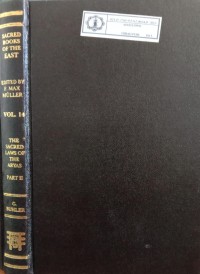 SACRED
BOOKS
OF THE
EAST
EDITED BY
F. MAX
MÜLLER
VOL. 14
THE
SACRED
LAWS OF
THE
ARYAS
PART II
G.
BÜHLER